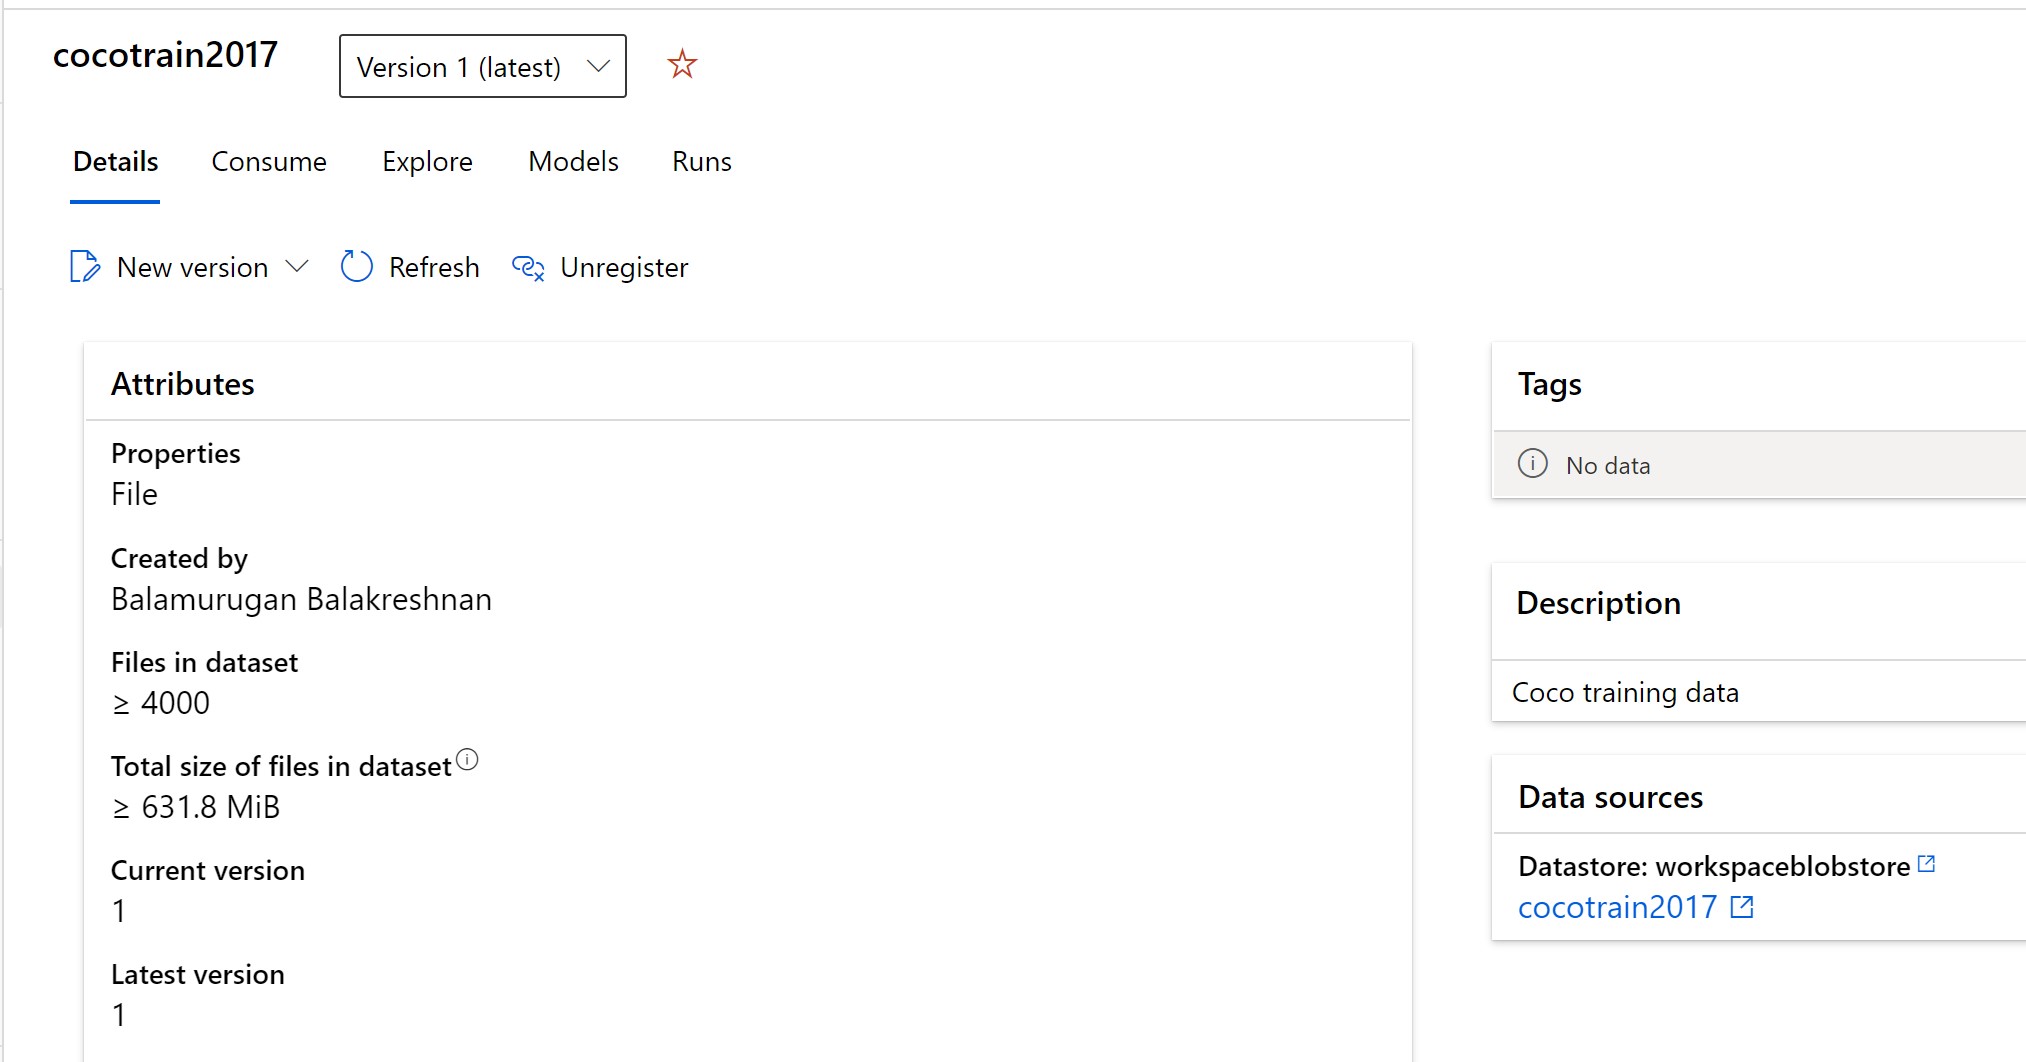 cocotrain2017
Version 1 (latest)
Details Consume Explore Models Runs
New version Refresh Unregister
Attributes
Properties
File
Created by
Balamurugan Balakreshnan
Files in dataset
≥ 4000
Total size of files in dataset
≥ 631.8 MiB
Current version
1
Latest version
1
Tags
No data
Description
Coco training data
Data sources
Datastore: workspaceblobstore
cocotrain2017